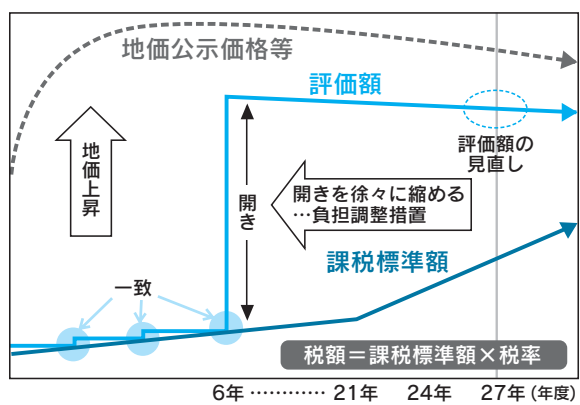 地価公示価格等
評価額
地価上昇
評価額の
見直し
開き
開きを徐々に縮める
…負担調整措置
課税標準額
一致
税額＝課税標準額×税率
6年 ………… 21年 24年 27年 (年度)